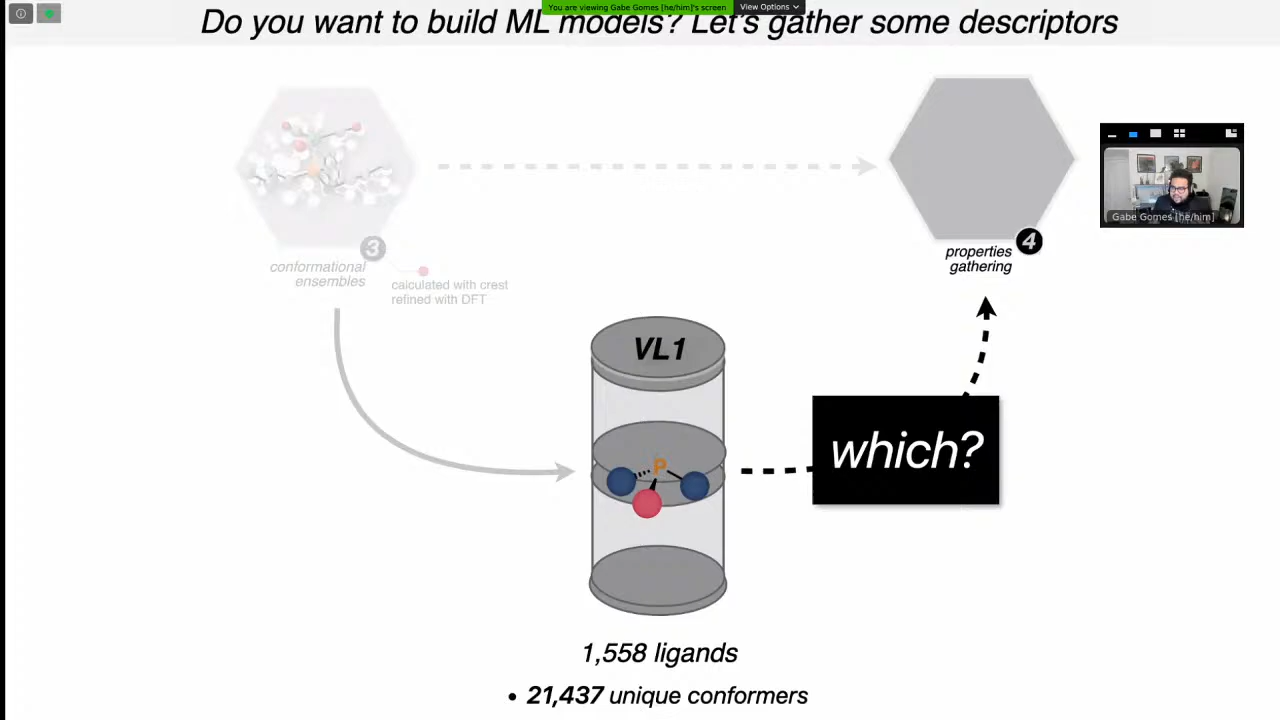 You are viewing Gabe Gomes [he/him]'s screen
View Options
Do you want to build ML models? Let's gather some descriptors
Gabe Gomes [he/him]
3
conformational
ensembles
calculated with crest
refined with DFT
4
properties
gathering
VL1
P
which?
1,558 ligands
• 21,437 unique conformers